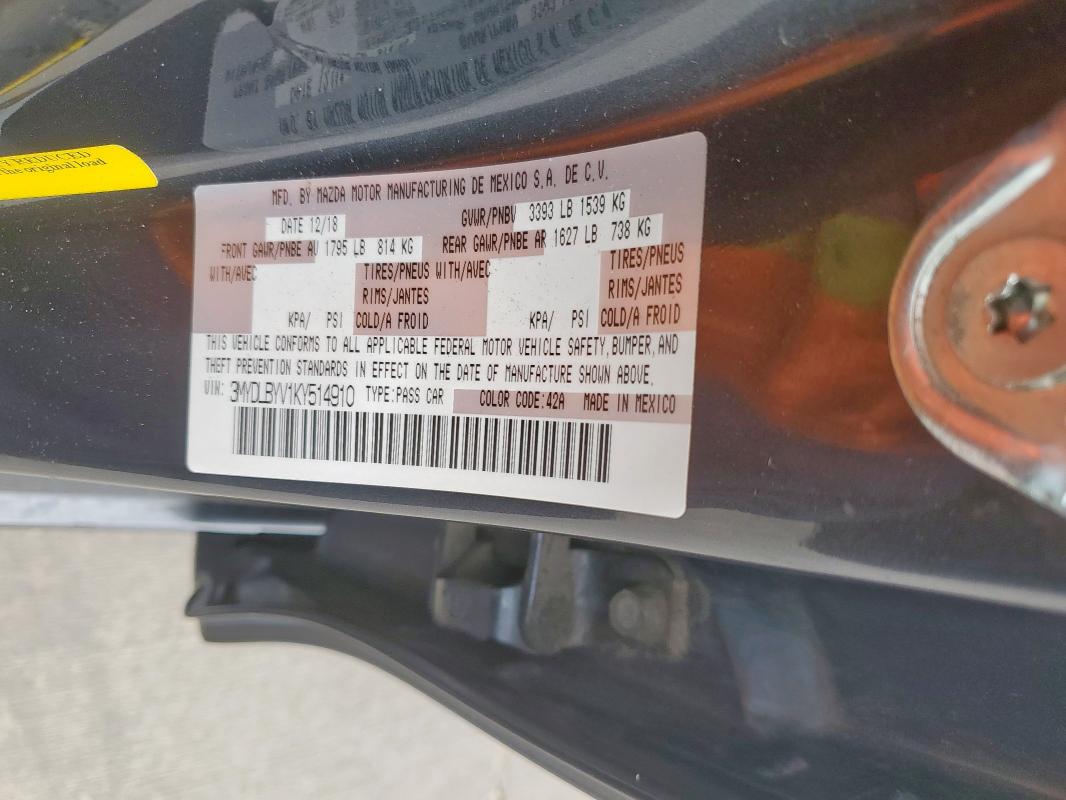 Y REDUCED
the original load
MFD. BY MAZDA MOTOR MANUFACTURING DE MEXICO S.A. DE C.V.
DATE 12/18 GVWR/PNBV 3393 LB 1539 KG
FRONT GAWR/PNBE AV 1795 LB 814 KG REAR GAWR/PNBE AR 1627 LB 738 KG
WITH/AVEC TIRES/PNEUS WITH/AVEC TIRES/PNEUS
RIMS/JANTES RIMS/JANTES
KPA/ PSI COLD/A FROID KPA/ PSI COLD/A FROID
THIS VEHICLE CONFORMS TO ALL APPLICABLE FEDERAL MOTOR VEHICLE SAFETY, BUMPER, AND
THEFT PREVENTION STANDARDS IN EFFECT ON THE DATE OF MANUFACTURE SHOWN ABOVE.
VIN: 3MYDLBYV1KY514910 TYPE:PASS CAR COLOR CODE:42A MADE IN MEXICO